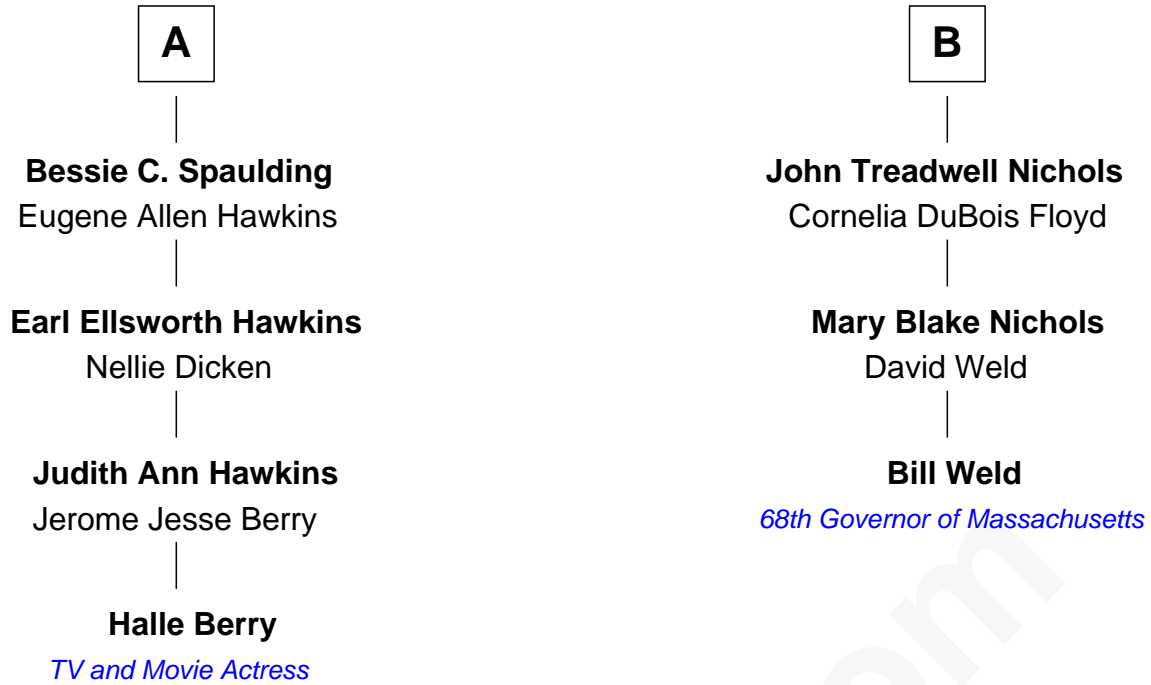 A
Bessie C. Spaulding
Eugene Allen Hawkins
Earl Ellsworth Hawkins
Nellie Dicken
Judith Ann Hawkins
Jerome Jesse Berry
Halle Berry
TV and Movie Actress
B
John Treadwell Nichols
Cornelia DuBois Floyd
Mary Blake Nichols
David Weld
Bill Weld
68th Governor of Massachusetts
om